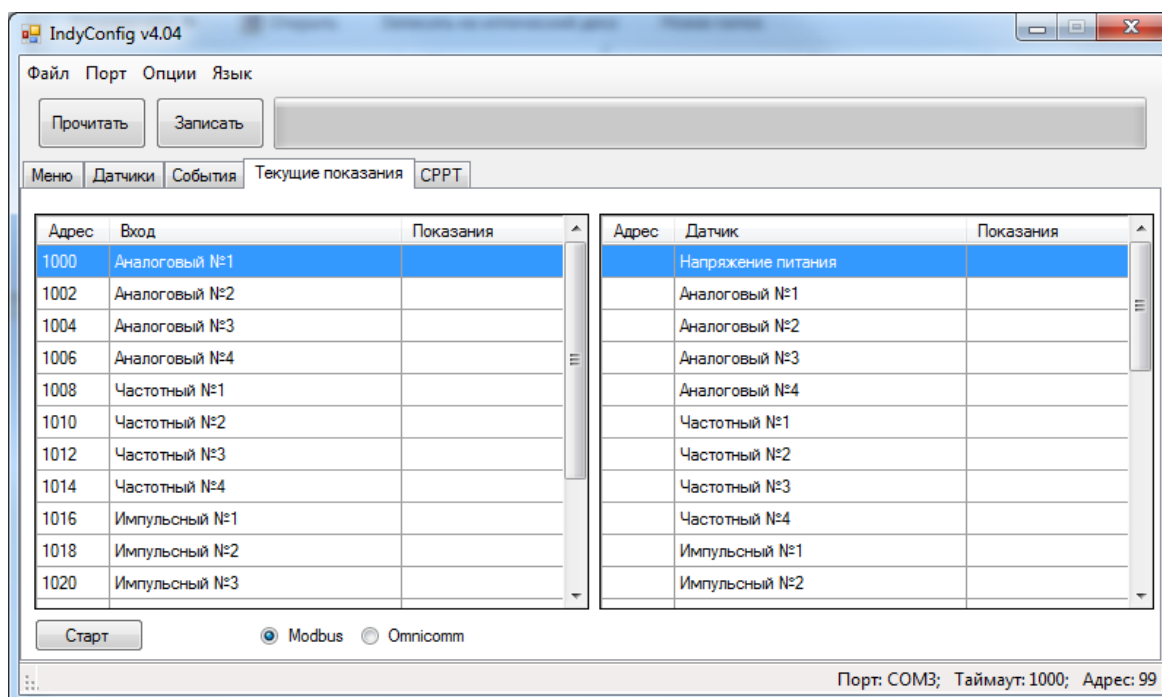 IndyConfig v4.04
Файл Порт Опции Язык
Прочитать Записать
Меню Датчики События Текущие показания СРРТ
Адрес Вход Показания Адрес Датчик Показания
1000 Аналоговый №1 Напряжение питания
1002 Аналоговый №2 Аналоговый №1
1004 Аналоговый №3 Аналоговый №2
1006 Аналоговый №4 Аналоговый №3
1008 Частотный №1 Аналоговый №4
1010 Частотный №2 Частотный №1
1012 Частотный №3 Частотный №2
1014 Частотный №4 Частотный №3
1016 Импульсный №1 Частотный №4
1018 Импульсный №2 Импульсный №1
1020 Импульсный №3 Импульсный №2
Старт Modbus Omnicomm
Порт: COM3; Таймаут: 1000; Адрес: 99